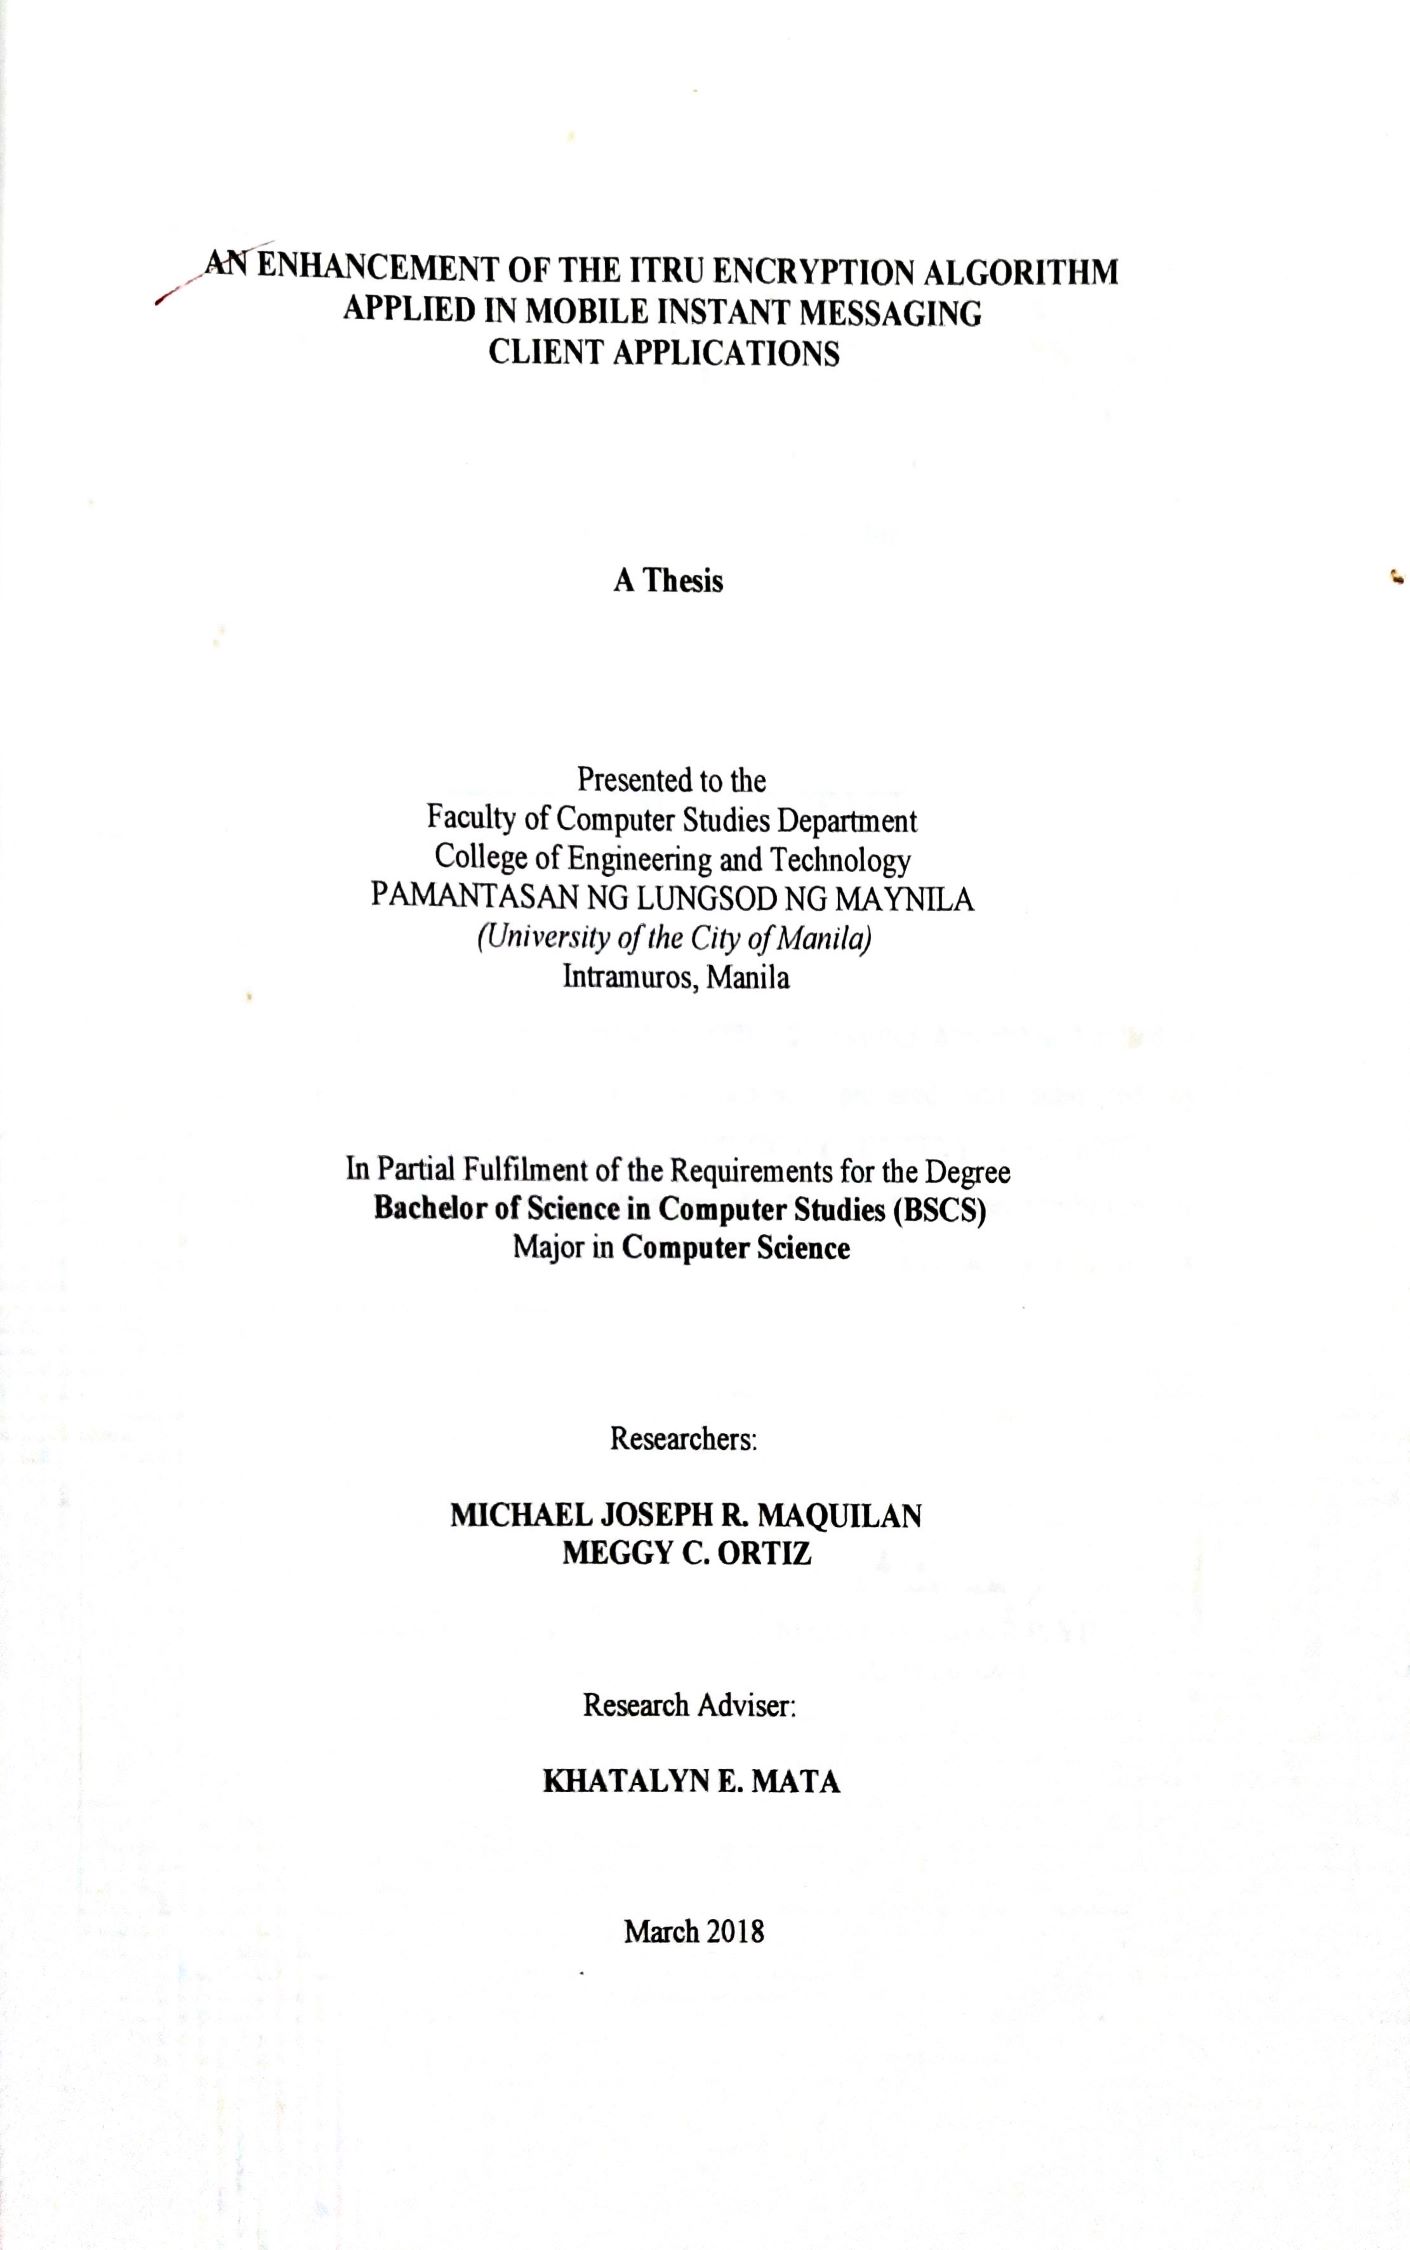 AN ENHANCEMENT OF THE ITRU ENCRYPTION ALGORITHM
APPLIED IN MOBILE INSTANT MESSAGING
CLIENT APPLICATIONS
A Thesis
Presented to the
Faculty of Computer Studies Department
College of Engineering and Technology
PAMANTASAN NG LUNGSOD NG MAYNILA
(University of the City of Manila)
Intramuros, Manila
In Partial Fulfilment of the Requirements for the Degree
Bachelor of Science in Computer Studies (BSCS)
Major in Computer Science
Researchers:
MICHAEL JOSEPH R. MAQUILAN
MEGGY C. ORTIZ
Research Adviser:
KHATALYN E. MATA
March 2018